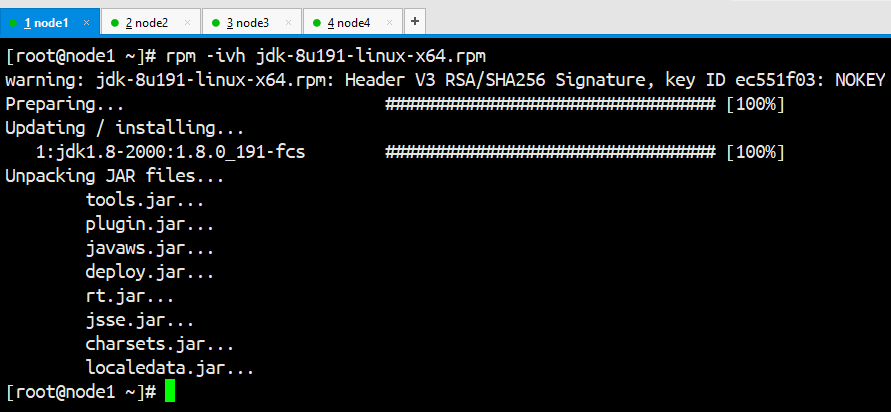 1 node1 × 2 node2 × 3 node3 × 4 node4 × +
[root@node1 ~]# rpm -ivh jdk-8u191-linux-x64.rpm
warning: jdk-8u191-linux-x64.rpm: Header V3 RSA/SHA256 Signature, key ID ec551f03: NOKEY
Preparing... ################################# [100%]
Updating / installing...
1:jdk1.8-2000:1.8.0_191-fcs ################################# [100%]
Unpacking JAR files...
tools.jar...
plugin.jar...
javaws.jar...
deploy.jar...
rt.jar...
jsse.jar...
charsets.jar...
localedata.jar...
[root@node1 ~]#